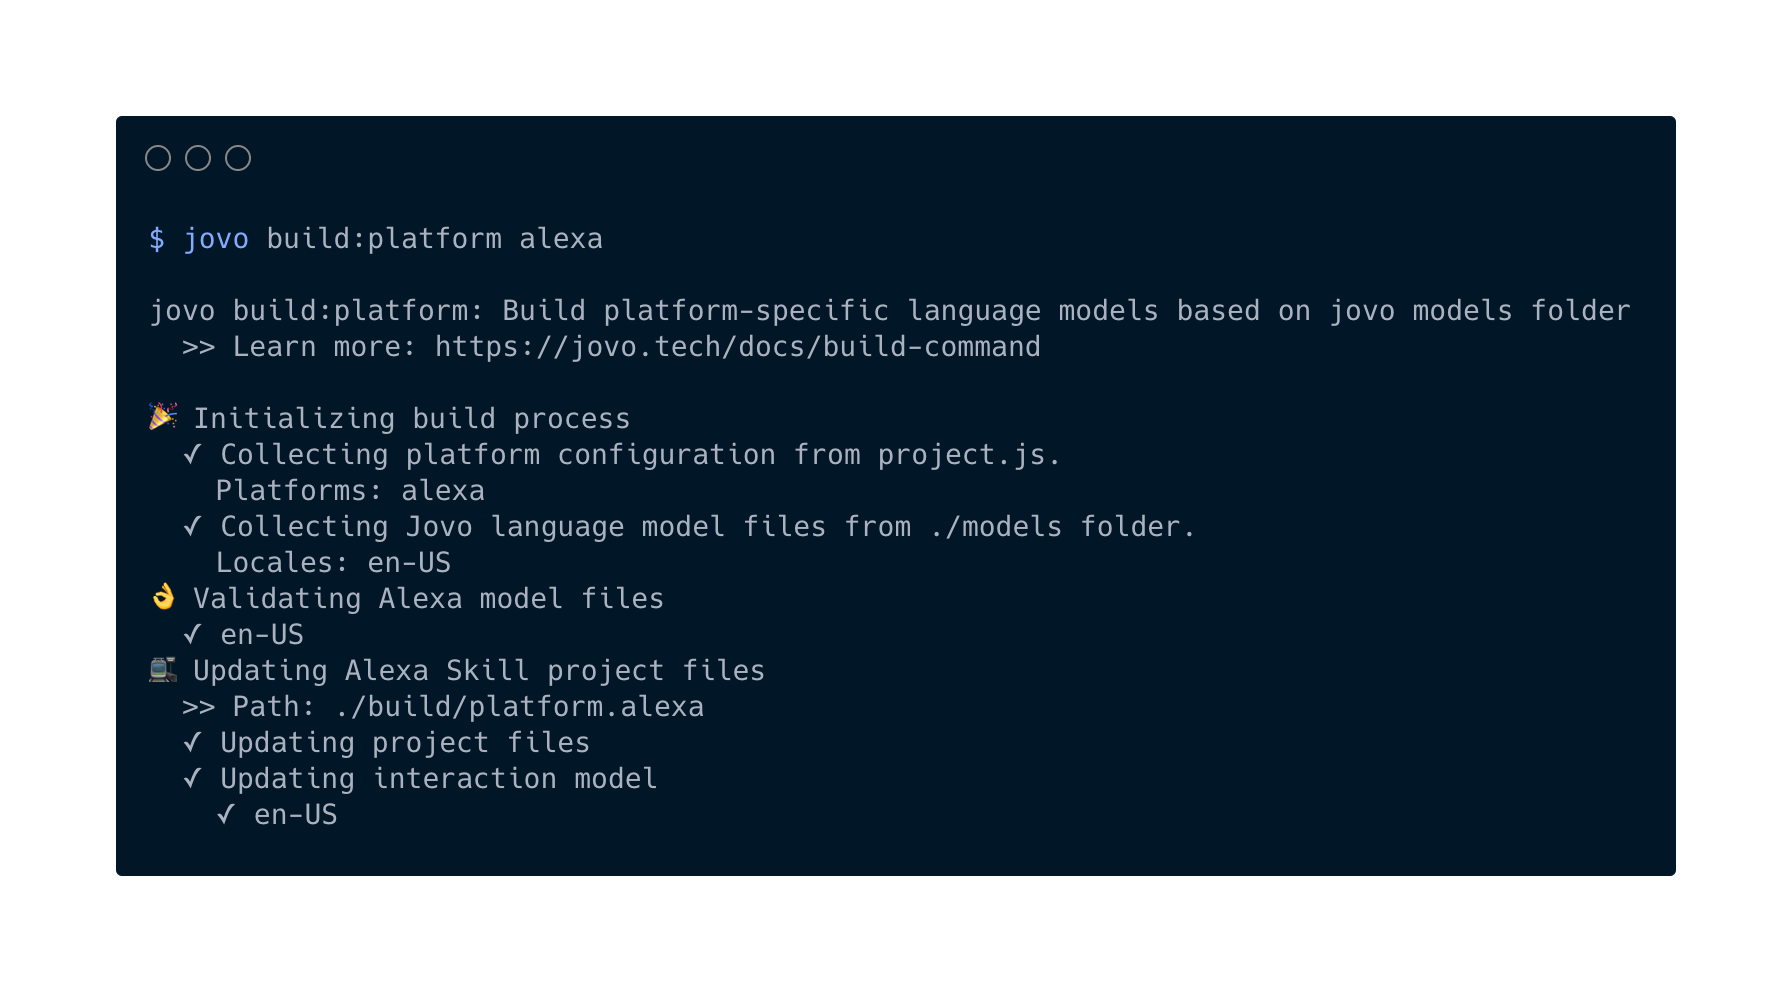 $ jovo build:platform alexa
jovo build:platform: Build platform-specific language models based on jovo models folder
>> Learn more: https://jovo.tech/docs/build-command
🎉 Initializing build process
✓ Collecting platform configuration from project.js.
Platforms: alexa
✓ Collecting Jovo language model files from ./models folder.
Locales: en-US
👌 Validating Alexa model files
✓ en-US
Updating Alexa Skill project files
>> Path: ./build/platform.alexa
✓ Updating project files
✓ Updating interaction model
✓ en-US